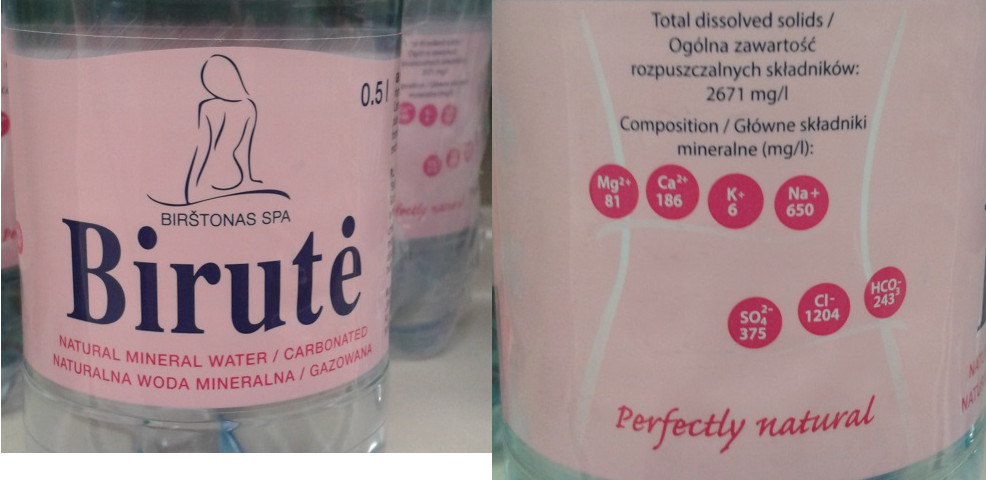 0.5 l
BIRŠTONAS SPA
Birutė
NATURAL MINERAL WATER / CARBONATED
NATURALNA WODA MINERALNA / GAZOWANA
Total dissolved solids /
Ogólna zawartość
rozpuszczalnych składników:
2671 mg/l
Composition / Główne składniki
mineralne (mg/l):
Mg2+ Ca2+ K+ Na+
81 186 6 650
SO₄2- Cl- HCO₃-
375 1204 243
Perfectly natural